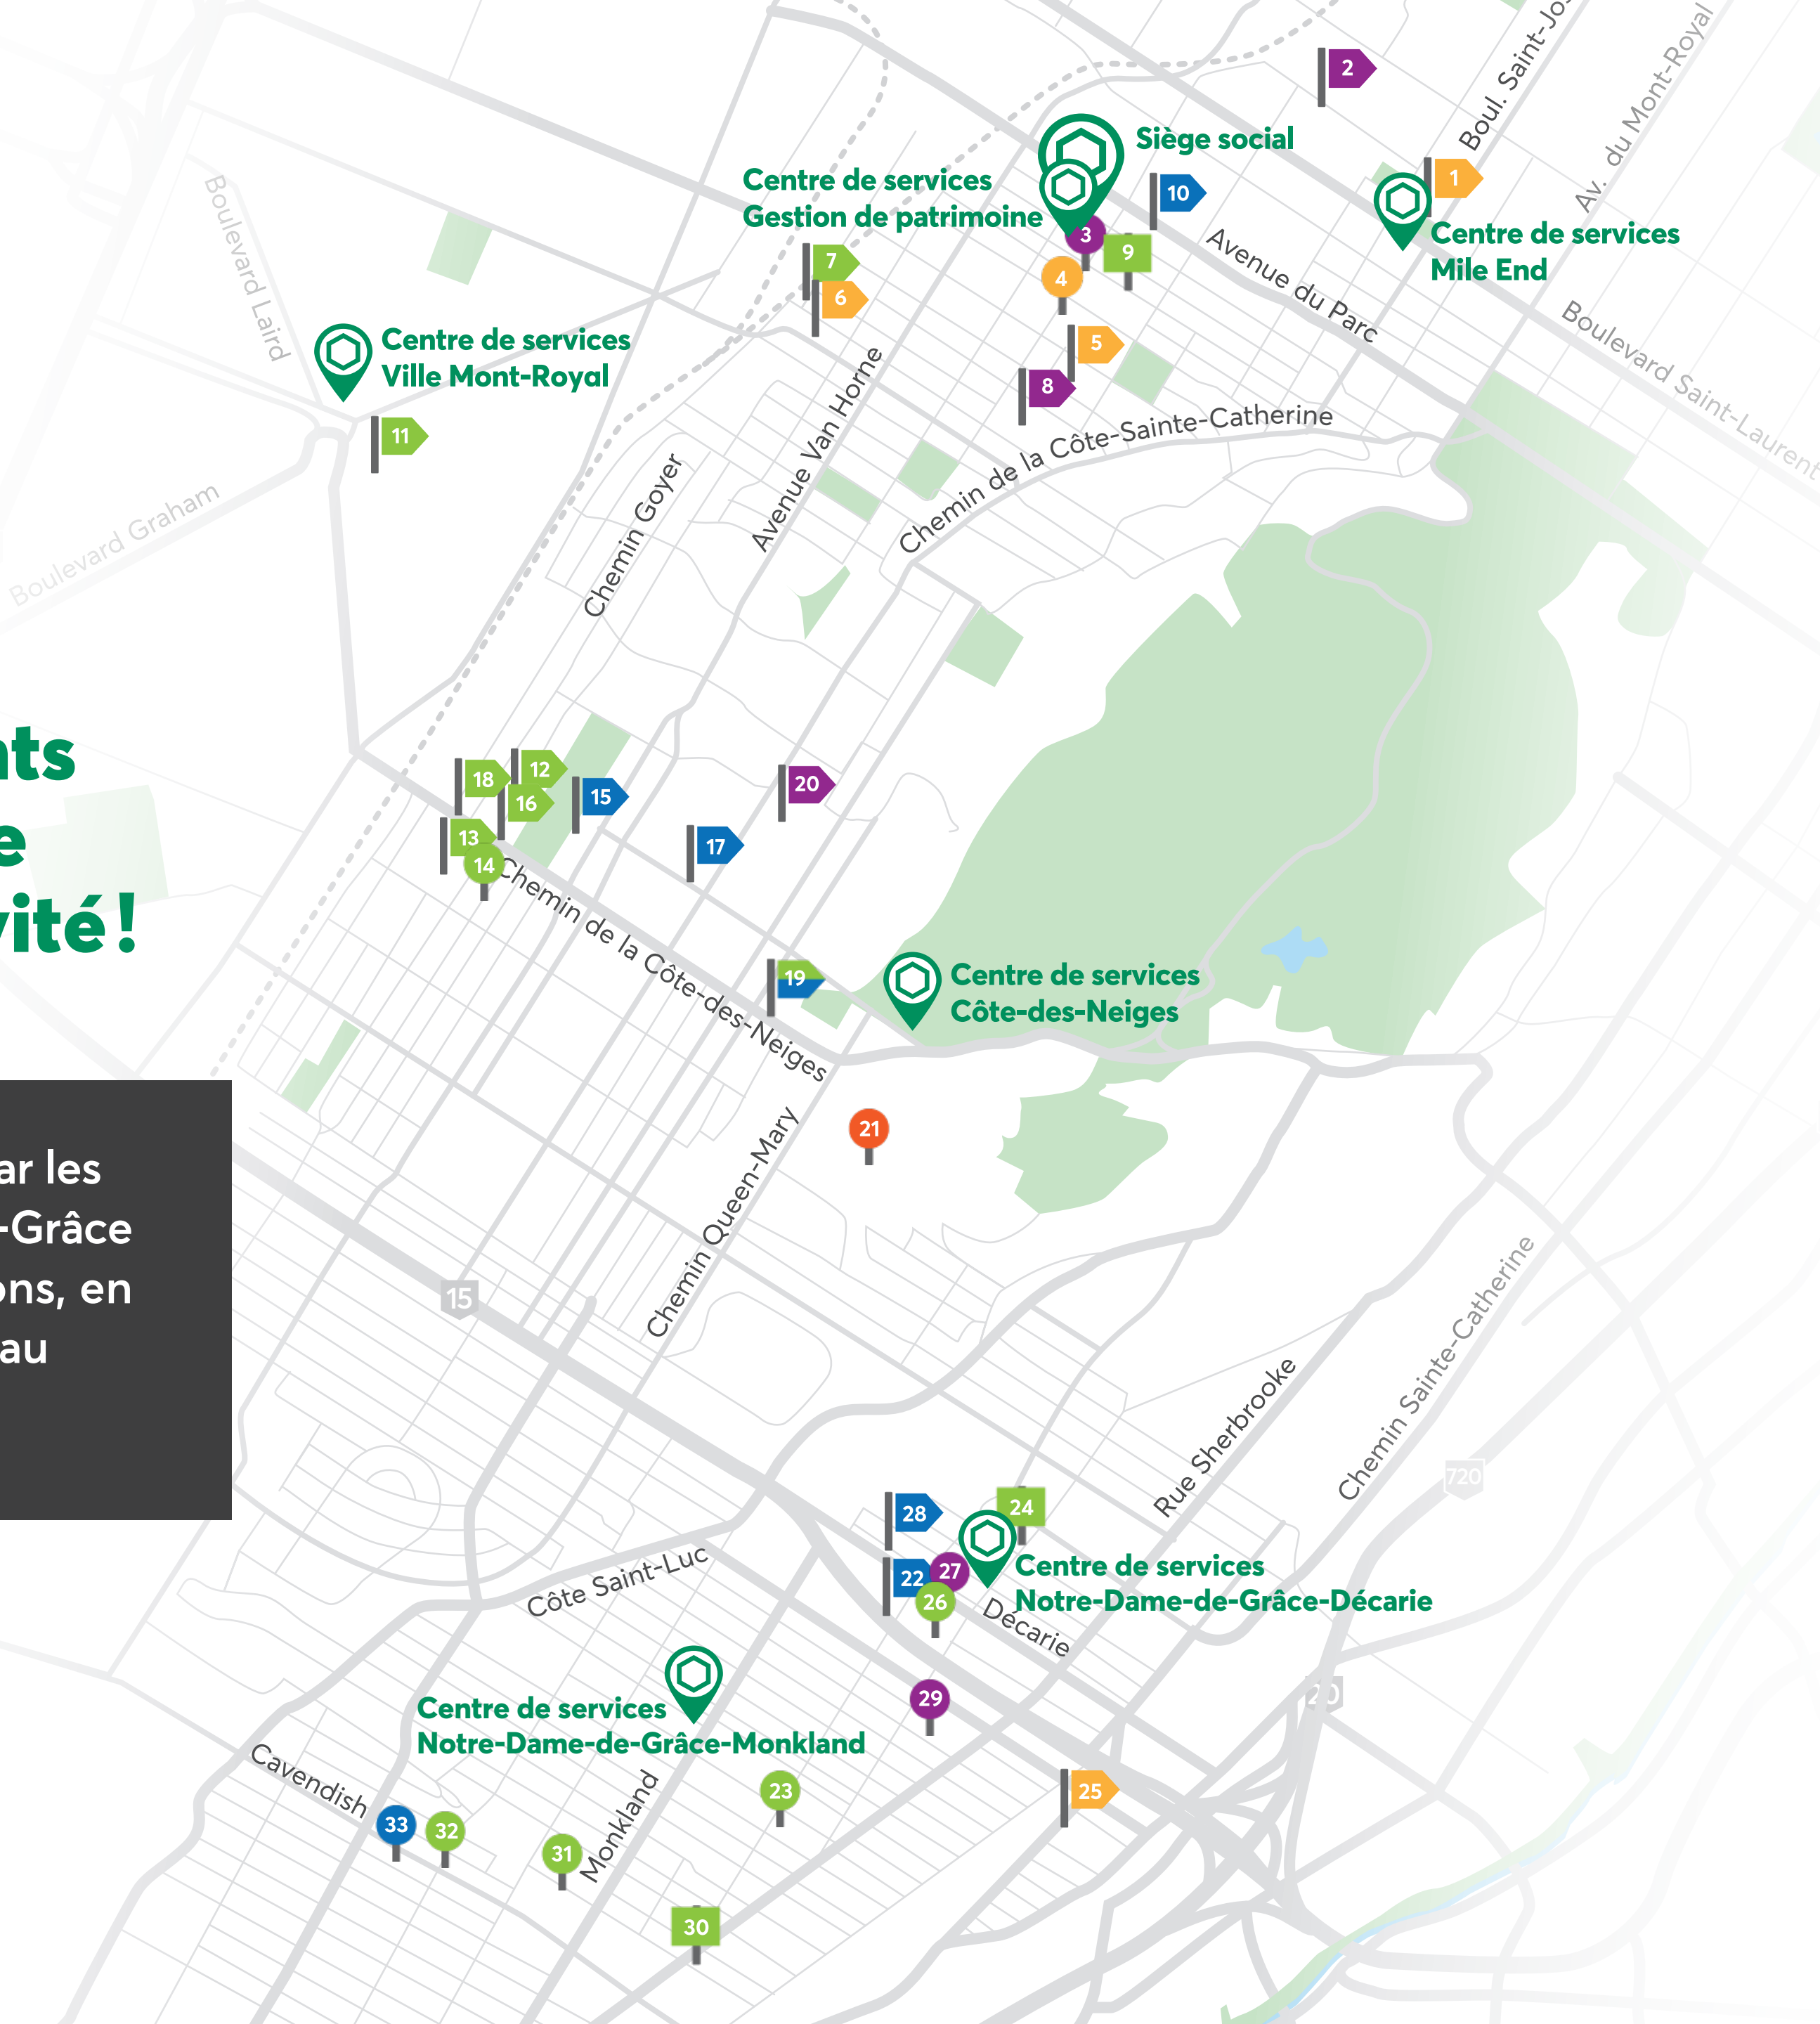 2
Boul. Saint-Jos
Av. du Mont-Royal
Siège social
Centre de services
Gestion de patrimoine
10
1
Centre de services
Mile End
3
9
4
7
6
Avenue du Parc
Boulevard Saint-Laurent
5
8
Boulevard Laird
Centre de services
Ville Mont-Royal
11
Boulevard Graham
Chemin Goyer
Avenue Van Horne
Chemin de la Côte-Sainte-Catherine
nts
e
vité !
18
12
16
15
13
14
20
17
Chemin de la Côte-des-Neiges
19
Centre de services
Côte-des-Neiges
21
Chemin Queen-Mary
ar les
-Grâce
ons, en
au
15
Rue Sherbrooke
Chemin Sainte-Catherine
720
28
24
22
27
26
Centre de services
Notre-Dame-de-Grâce-Décarie
Décarie
Côte Saint-Luc
20
29
Centre de services
Notre-Dame-de-Grâce-Monkland
Cavendish
Monkland
23
25
33
32
31
30